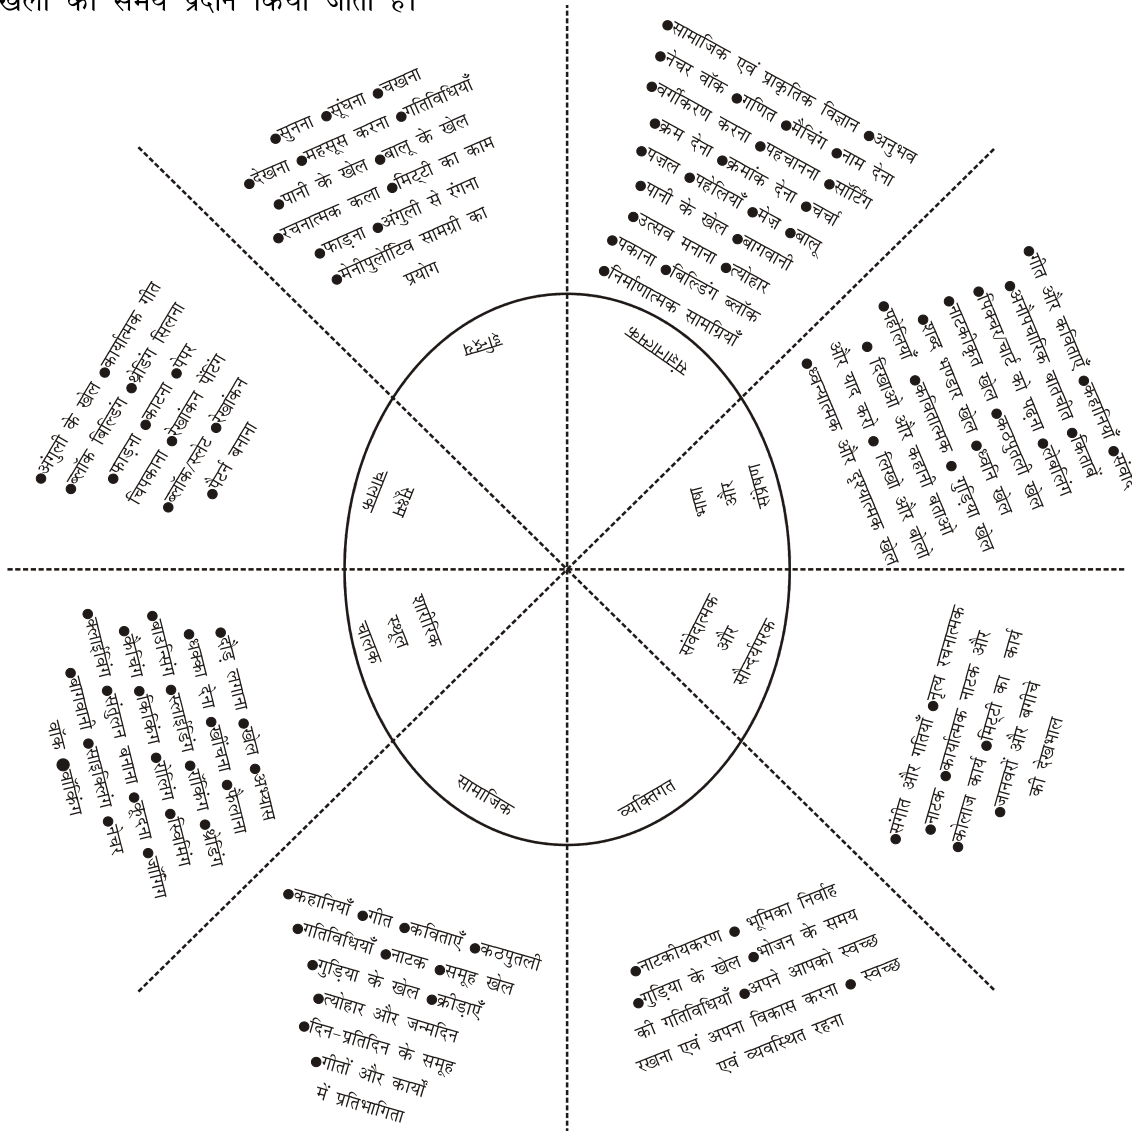 खेलों को समय प्रदान किया जाता है।
●सुनना ●सूंघना ●चखना
●देखना ●महसूस करना ●गतिविधियाँ
●पानी के खेल ●बालू के खेल
●रचनात्मक कला ●मिट्टी का काम
●फाड़ना ●अंगुली से रंगना
●मेनीपुलेटिव सामग्री का
प्रयोग
इन्द्रिय
●सामाजिक एवं प्राकृतिक विज्ञान ●अनुभव
●नेचर वॉक ●गणित ●मैचिंग ●नाम देना
●वर्गीकरण करना ●पहचानना ●सॉर्टिंग
●क्रम देना ●क्रमांक देना ●चर्चा
●पज़ल ●पहेलियाँ ●मेज़ ●बालू
●पानी के खेल ●बागवानी
●उत्सव मनाना ●त्योहार
●पकाना ●बिल्डिंग ब्लॉक
●निर्माणात्मक सामग्रियाँ
संज्ञानात्मक
●गीत और कविताएँ ●कहानियाँ ●संवाद
●अनौपचारिक बातचीत ●किताबें
●पिक्चर/चार्ट को पढ़ना ●लेबलिंग
●नाटकीकृत खेल ●कठपुतली खेल
●शब्द भण्डार खेल ●ध्वनि खेल
●पहेलियाँ ●कवितात्मक ●गुड़िया खेल
●दिखाओ और कहानी बताओ
और याद करो ●लिखो और बोलो
●ध्वन्यात्मक और दृश्यात्मक खेल
भाषा
और
संप्रेषण
●संगीत और गतियाँ ●नृत्य रचनात्मक
●नाटक ●कार्यात्मक नाटक और
●कोलाज कार्य ●मिट्टी का कार्य
●जानवरों और बगीचे
की देखभाल
संवेदात्मक
और
सौन्दर्यपरक
●नाटकीयकरण ●भूमिका निर्वाह
●गुड़िया के खेल ●भोजन के समय
की गतिविधियाँ ●अपने आपको स्वच्छ
रखना एवं अपना विकास करना ●स्वच्छ
एवं व्यवस्थित रहना
व्यक्तिगत
●कहानियाँ ●गीत ●कविताएँ ●कठपुतली
●गतिविधियाँ ●नाटक ●समूह खेल
●गुड़िया के खेल ●क्रीड़ाएँ
●त्योहार और जन्मदिन
●दिन-प्रतिदिन के समूह
●गीतों और कार्यों
में प्रतिभागिता
सामाजिक
●दौड़ लगाना ●खेल ●अभ्यास
●धक्का देना ●खींचना ●फैलाना
●बाउन्सिंग ●स्लाईडिंग ●रॉकिंग ●थ्रेडिंग
●कैचिंग ●किकिंग ●रोलिंग ●स्विमिंग
●क्लाईविंग ●संतुलन बनाना ●कूदना ●जॉगिंग
●बागवानी ●साइक्लिंग ●नेचर
वॉक ●वॉकिंग
शारीरिक
स्थूल
चालक
●अंगुली के खेल ●कार्यात्मक गीत
●ब्लॉक बिल्डिंग ●थ्रेडिंग सिलना
●फाड़ना ●काटना ●पेपर
चिपकाना ●रेखांकन पेंटिंग
●ब्लॉक/स्लेट ●रेखांकन
●पैटर्न बनाना
सूक्ष्म
चालक